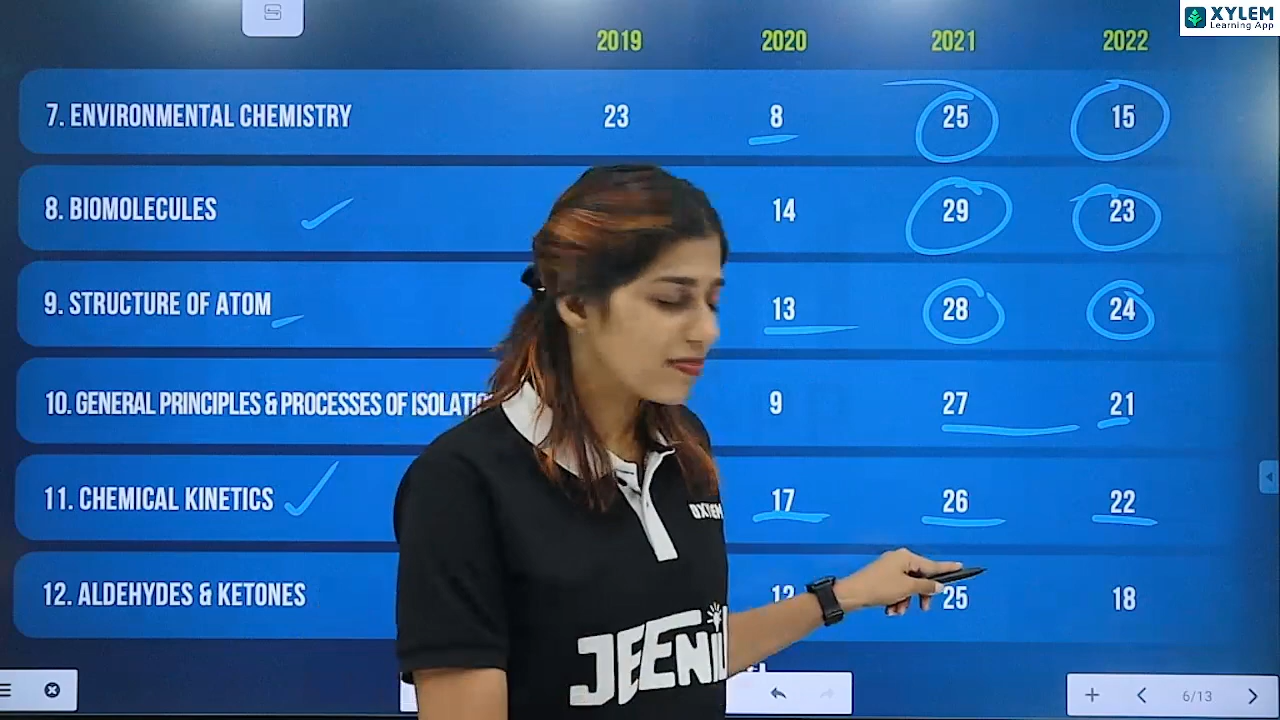 XYLEM
Learning App
2019 2020 2021 2022
7. ENVIRONMENTAL CHEMISTRY 23 8 25 15
8. BIOMOLECULES 14 29 23
9. STRUCTURE OF ATOM 13 28 24
10. GENERAL PRINCIPLES & PROCESSES OF 9 27 21
11. CHEMICAL KINETICS 17 26 22
12. ALDEHYDES & KETONES 25 18
6/13